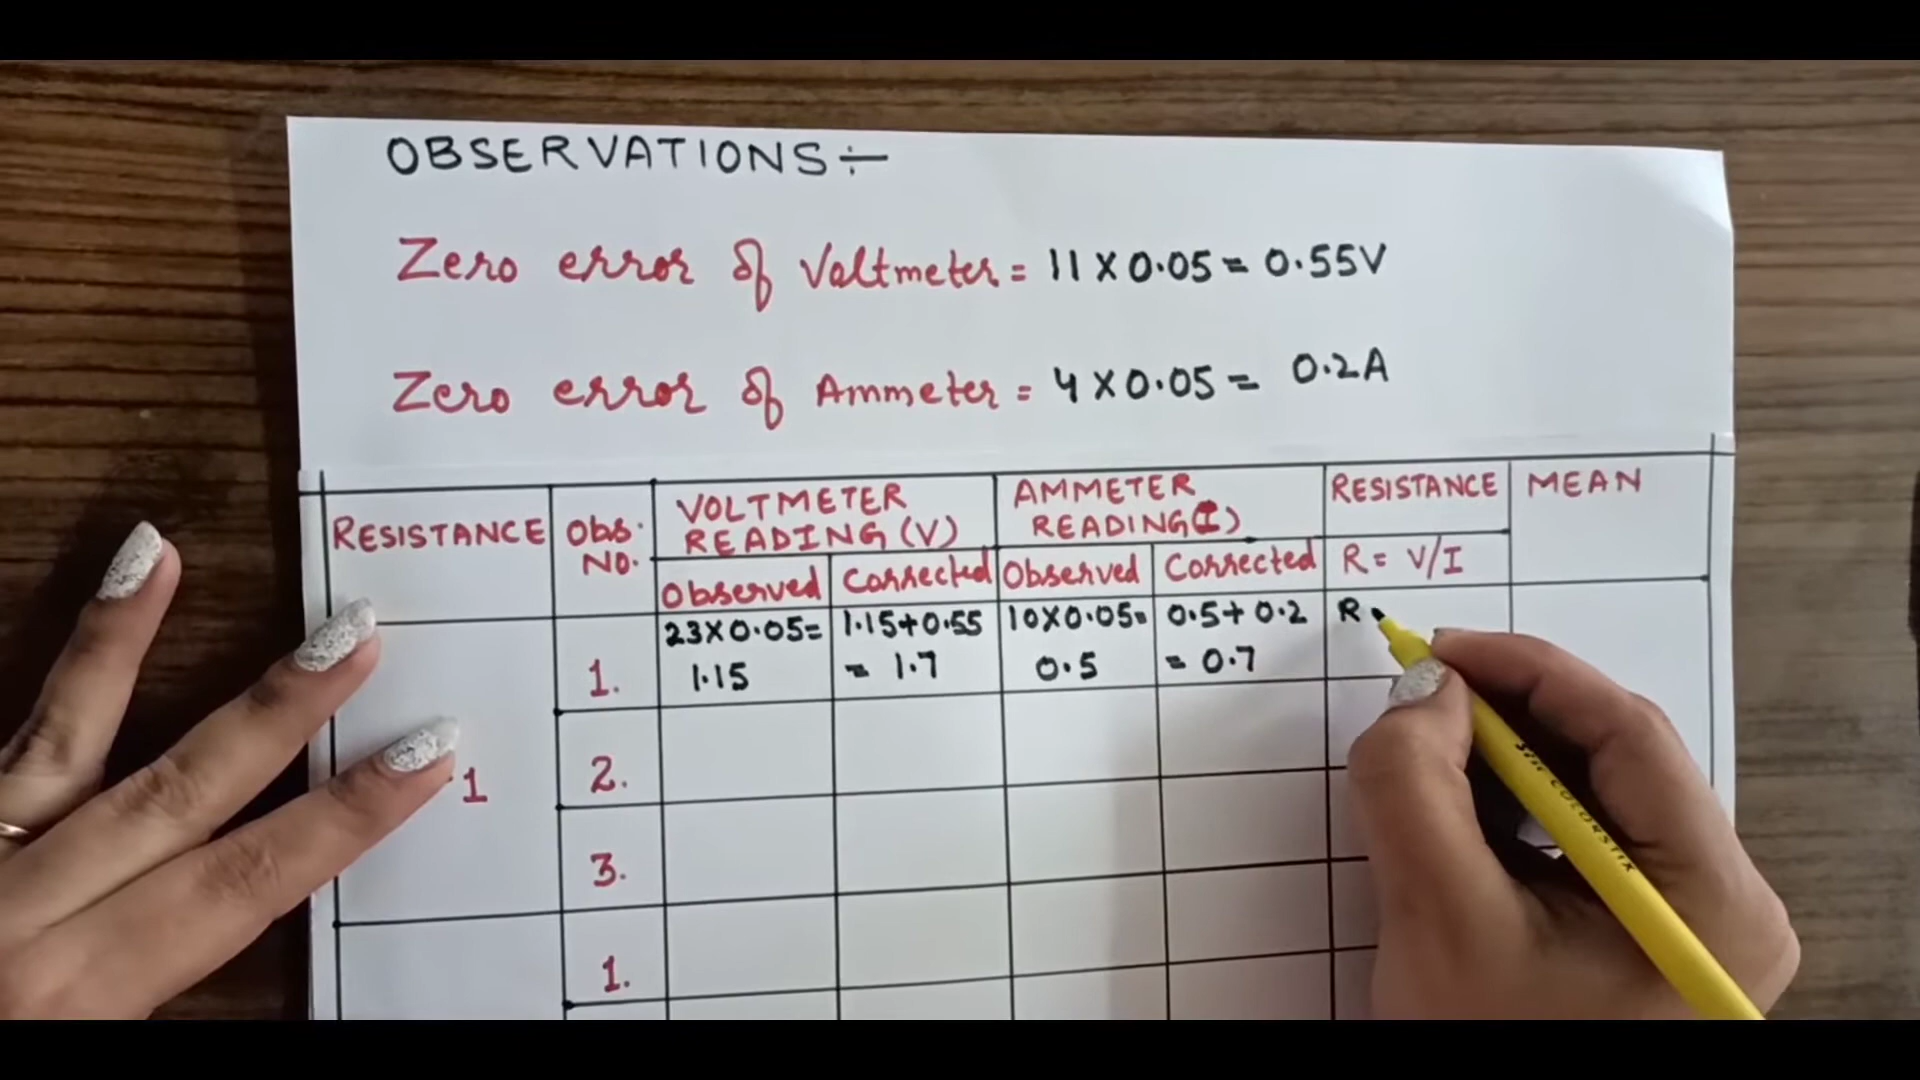 OBSERVATIONS÷
Zero error of Voltmeter = 11 X 0.05 = 0.55V
Zero error of Ammeter = 4 X 0.05 = 0.2A
RESISTANCE
Obs.
NO.
VOLTMETER
READING (V)
Observed
Corrected
AMMETER
READING (I)
Observed
Corrected
RESISTANCE
R = V/I
MEAN
1
1.
23X0.05=
1.15
1.15+0.55
= 1.7
10X0.05=
0.5
0.5+0.2
= 0.7
R
2.
3.
1.